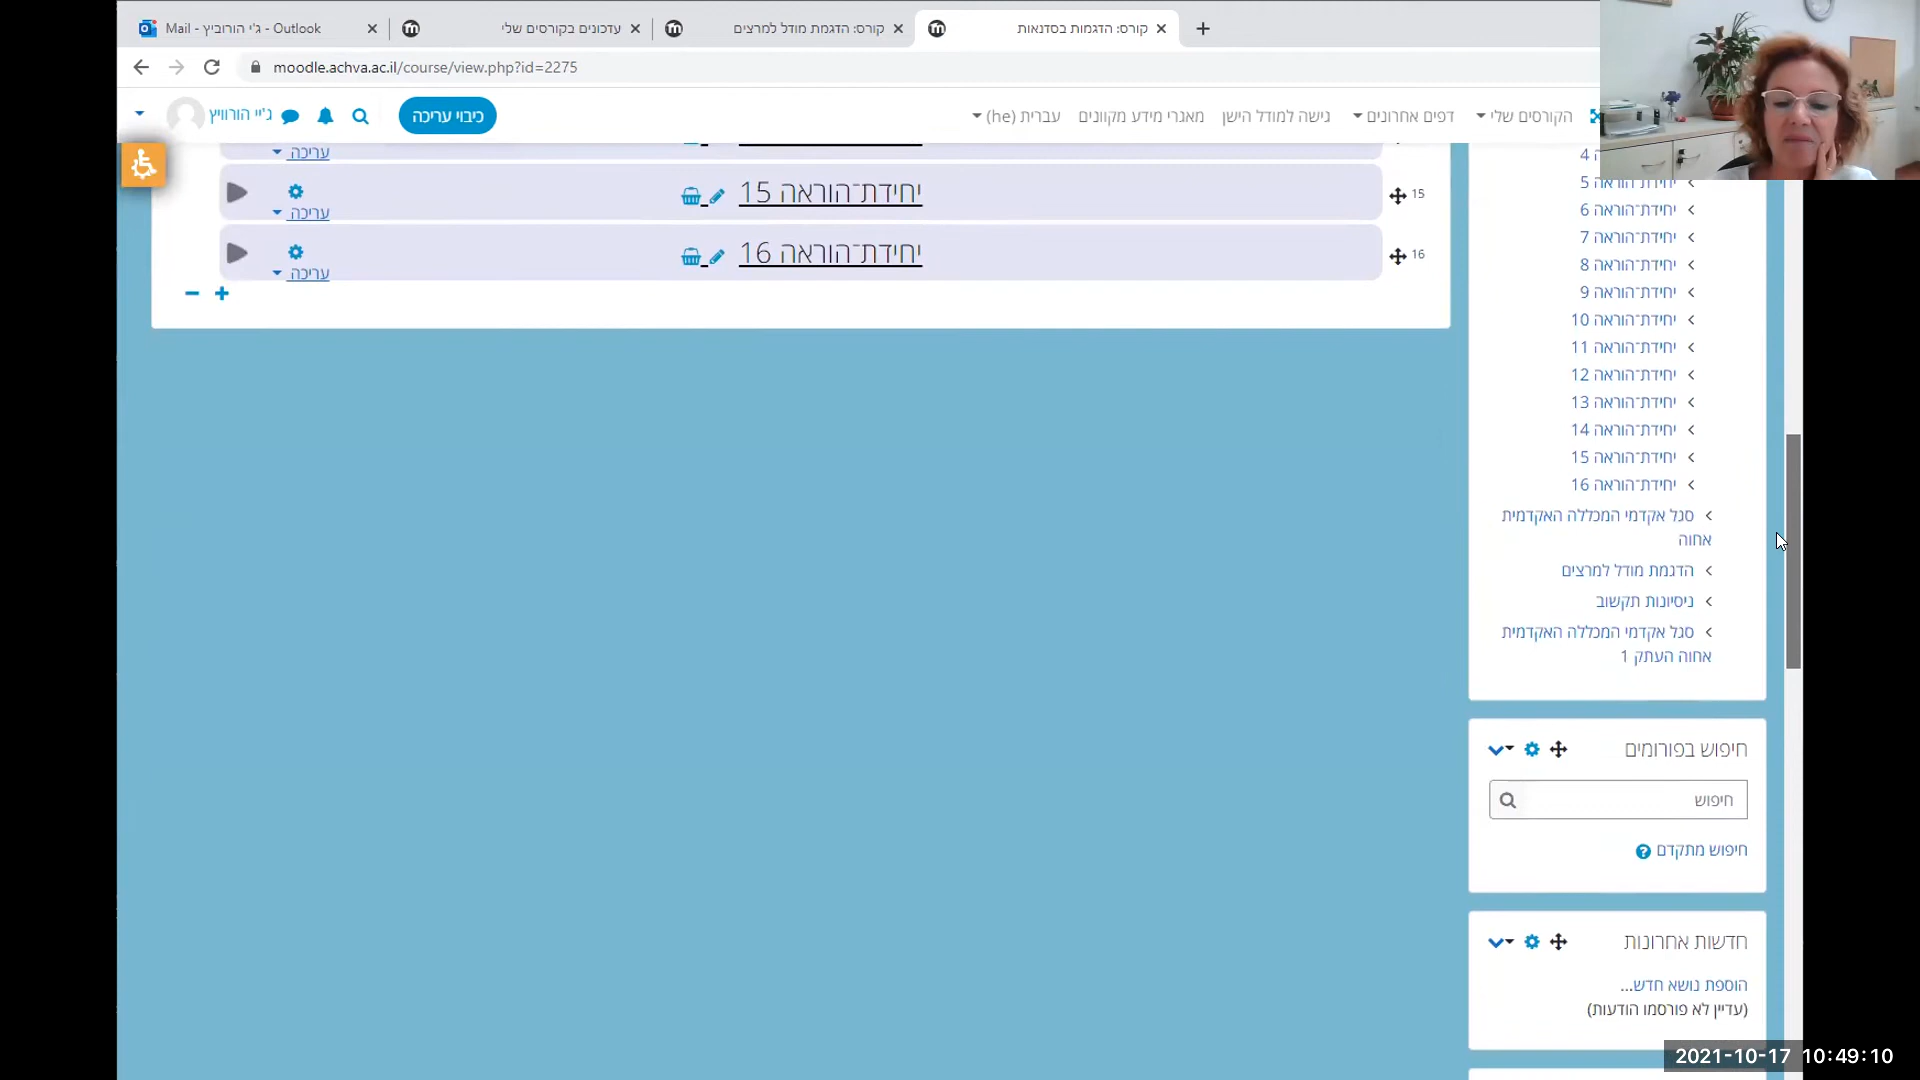 Mail - ג'יי הורוביץ - Outlook
עדכונים בקורסים שלי
קורס: הדגמת מודל למרצים
קורס: הדגמות בסדנאות
moodle.achva.ac.il/course/view.php?id=2275
הקורסים שלי
דפים אחרונים
גישה למודל הישן
מאגרי מידע מקוונים
עברית (he)
כיבוי עריכה
ג'יי הורוויץ
עריכה
15
יחידת־הוראה 15
עריכה
16
יחידת־הוראה 16
עריכה
4
יחידת־הוראה 5
יחידת־הוראה 6
יחידת־הוראה 7
יחידת־הוראה 8
יחידת־הוראה 9
יחידת־הוראה 10
יחידת־הוראה 11
יחידת־הוראה 12
יחידת־הוראה 13
יחידת־הוראה 14
יחידת־הוראה 15
יחידת־הוראה 16
סגל אקדמי המכללה האקדמית
אחוה
הדגמת מודל למרצים
ניסיונות תקשוב
סגל אקדמי המכללה האקדמית
אחוה העתק 1
חיפוש בפורומים
חיפוש
חיפוש מתקדם
חדשות אחרונות
הוספת נושא חדש...
(עדיין לא פורסמו הודעות)
2021-10-17 10:49:10